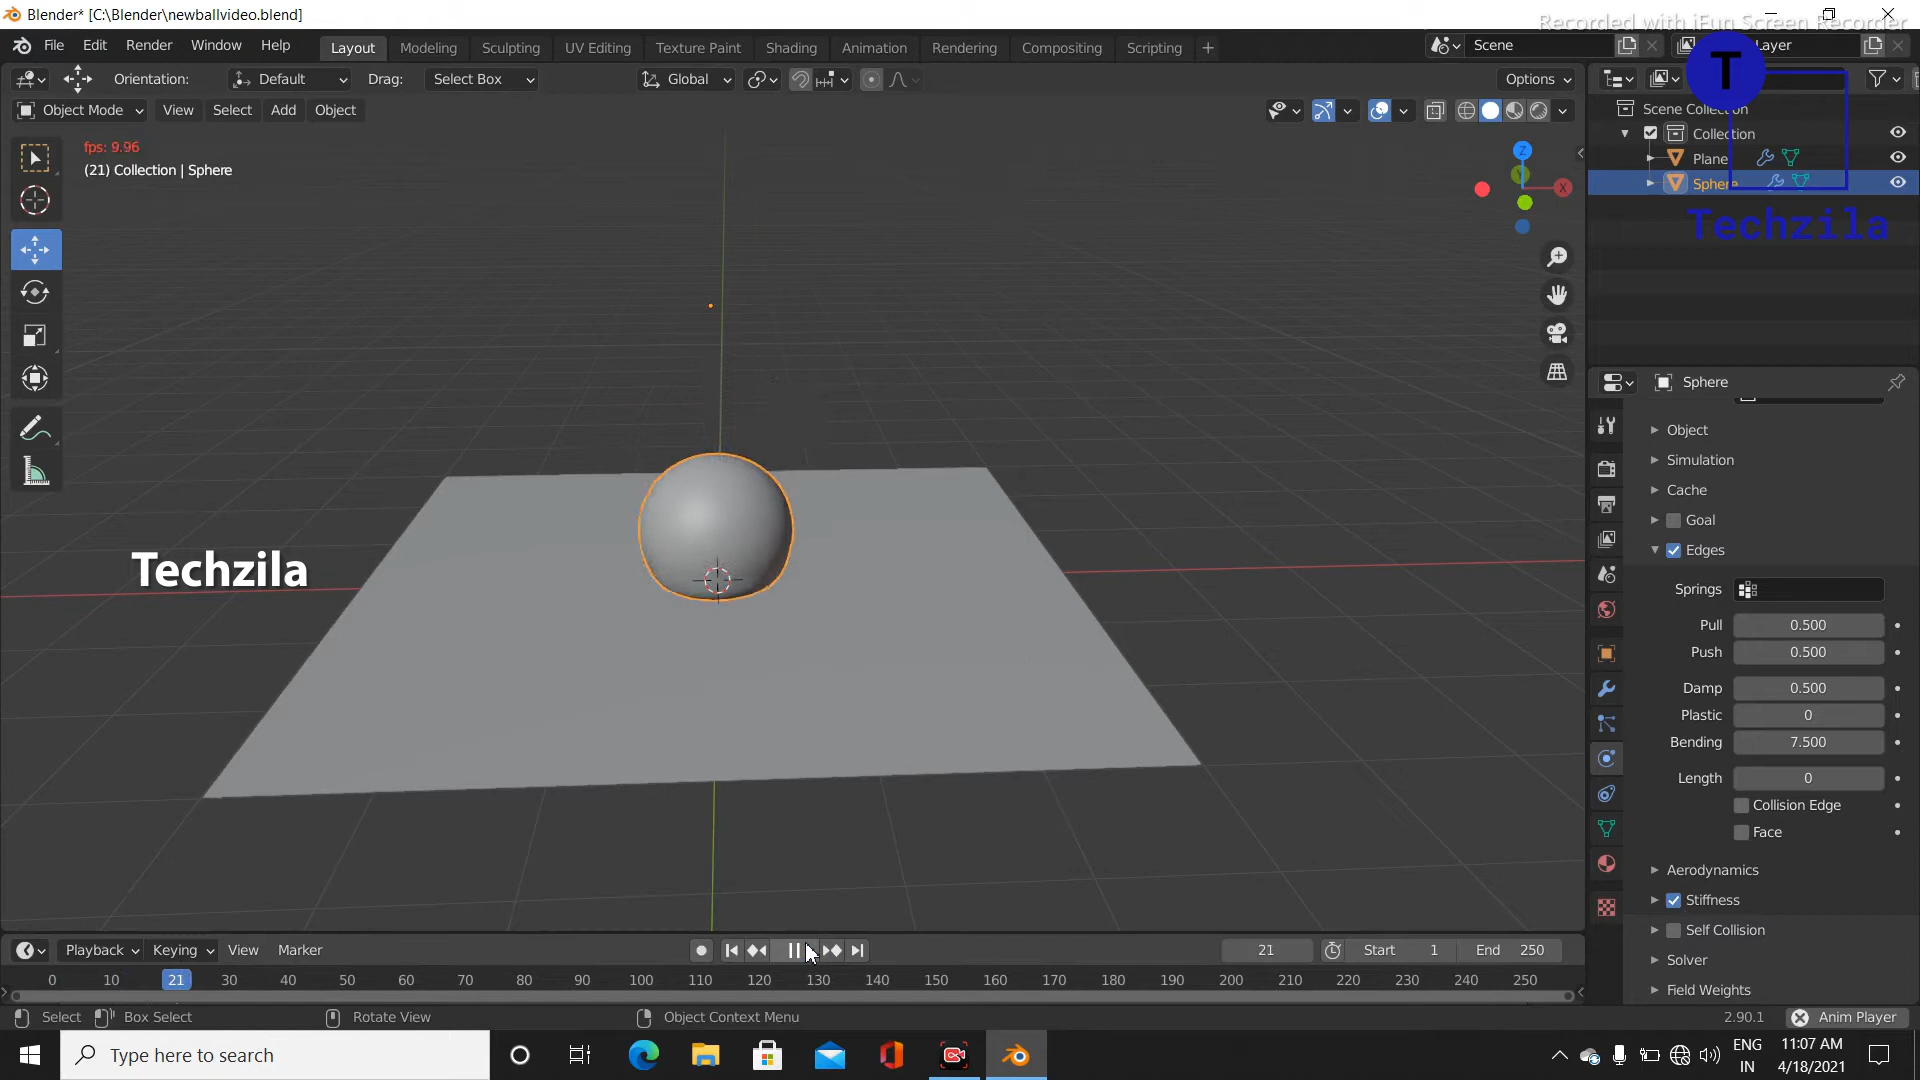 Blender* [C:\Blender\newballvideo.blend]
Recorded with iFun Screen Recorder
File Edit Render Window Help
Layout Modeling Sculpting UV Editing Texture Paint Shading Animation Rendering Compositing Scripting +
Scene
Layer
Orientation: Default Drag: Select Box
Global
Options
T
Object Mode View Select Add Object
fps: 9.96
(21) Collection | Sphere
Z
X
Y
Scene Collection
Collection
Plane
Sphere
Techzila
Sphere
Object
Simulation
Cache
Goal
Edges
Springs
Pull 0.500
Push 0.500
Damp 0.500
Plastic 0
Bending 7.500
Length 0
Collision Edge
Face
Aerodynamics
Stiffness
Self Collision
Solver
Field Weights
Techzila
Playback Keying View Marker
21 Start 1 End 250
0 10 21 30 40 50 60 70 80 90 100 110 120 130 140 150 160 170 180 190 200 210 220 230 240 250
Select Box Select Rotate View Object Context Menu
2.90.1 Anim Player
Type here to search
ENG
IN
11:07 AM
4/18/2021